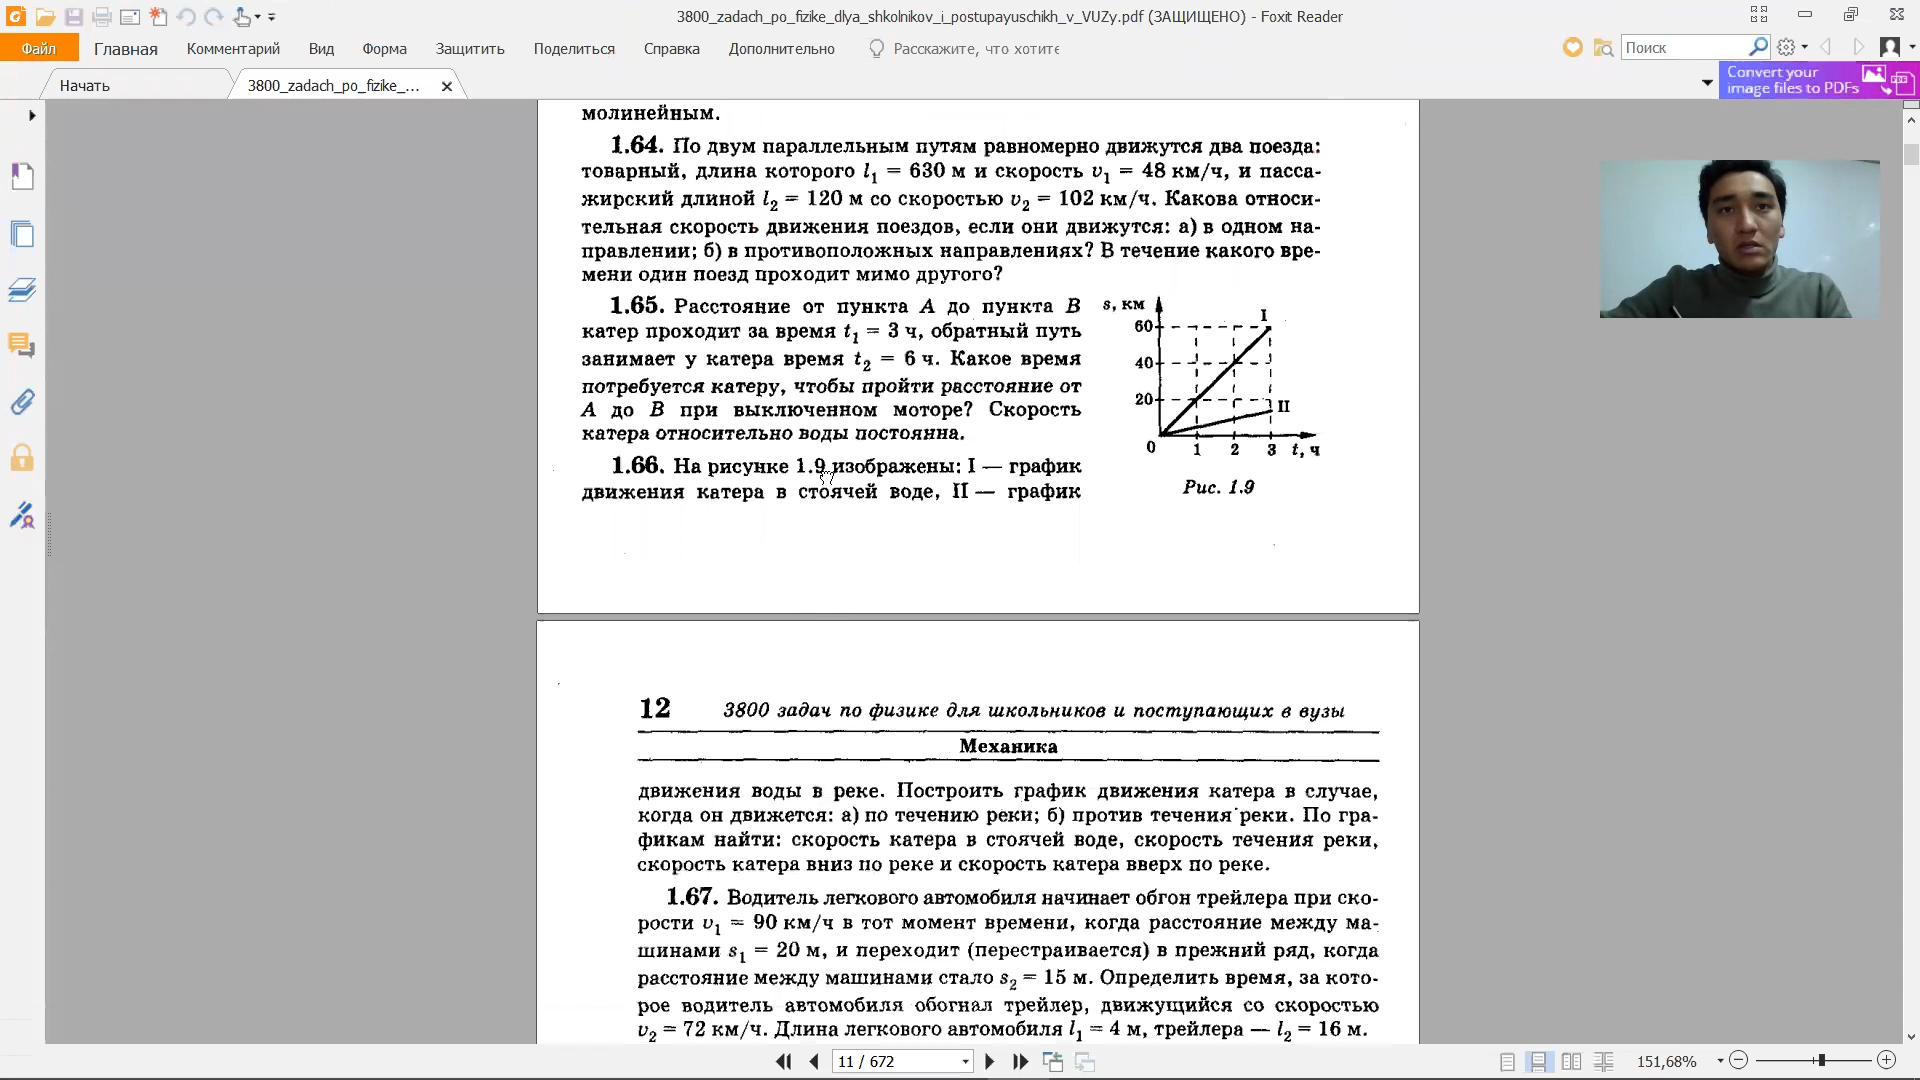 3800_zadach_po_fizike_dlya_shkolnikov_i_postupayuschikh_v_VUZy.pdf (ЗАЩИЩЕНО) - Foxit Reader
Файл Главная Комментарий Вид Форма Защитить Поделиться Справка Дополнительно Расскажите, что хотите Поиск
Начать 3800_zadach_po_fizike_...
Convert your
image files to PDFs
молинейным.
1.64. По двум параллельным путям равномерно движутся два поезда:
товарный, длина которого l₁ = 630 м и скорость v₁ = 48 км/ч, и пасса-
жирский длиной l₂ = 120 м со скоростью v₂ = 102 км/ч. Какова относи-
тельная скорость движения поездов, если они движутся: а) в одном на-
правлении; б) в противоположных направлениях? В течение какого вре-
мени один поезд проходит мимо другого?
1.65. Расстояние от пункта A до пункта B
катер проходит за время t₁ = 3 ч, обратный путь
занимает у катера время t₂ = 6 ч. Какое время
потребуется катеру, чтобы пройти расстояние от
A до B при выключенном моторе? Скорость
катера относительно воды постоянна.
1.66. На рисунке 1.9 изображены: I — график
движения катера в стоячей воде, II — график
s, км
I
60
40
20
II
0 1 2 3 t, ч
Рис. 1.9
12 3800 задач по физике для школьников и поступающих в вузы
Механика
движения воды в реке. Построить график движения катера в случае,
когда он движется: а) по течению реки; б) против течения реки. По гра-
фикам найти: скорость катера в стоячей воде, скорость течения реки,
скорость катера вниз по реке и скорость катера вверх по реке.
1.67. Водитель легкового автомобиля начинает обгон трейлера при ско-
рости v₁ = 90 км/ч в тот момент времени, когда расстояние между ма-
шинами s₁ = 20 м, и переходит (перестраивается) в прежний ряд, когда
расстояние между машинами стало s₂ = 15 м. Определить время, за кото-
рое водитель автомобиля обогнал трейлер, движущийся со скоростью
v₂ = 72 км/ч. Длина легкового автомобиля l₁ = 4 м, трейлера — l₂ = 16 м.
11 / 672
151,68%